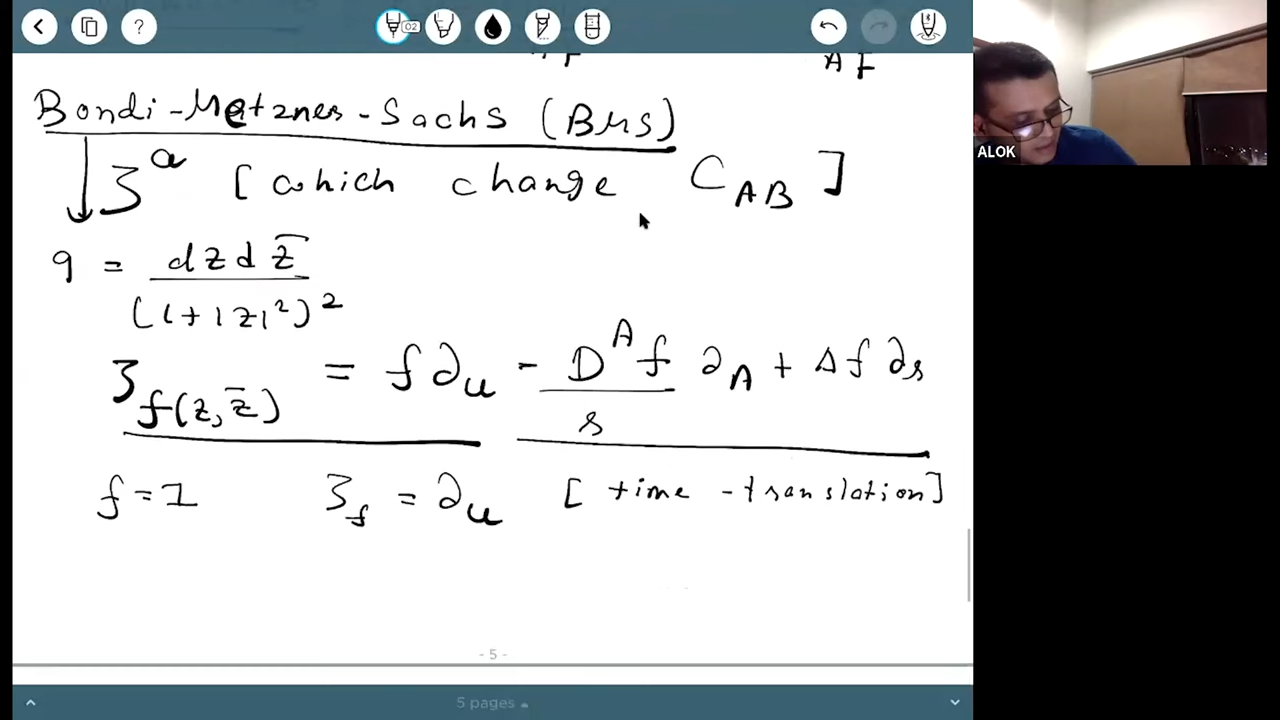 A F A F
Bondi-Metzner-Sachs (BMS)
ξ^a [which change C_AB]
q = dz d z̄ / (1+|z|²)²
ξ_f(z, z̄) = f ∂_u - D^A f / r ∂_A + Δf ∂_r
f = 1 ξ_f = ∂_u [time-translation]
- 5 -
5 pages
ALOK
02
?